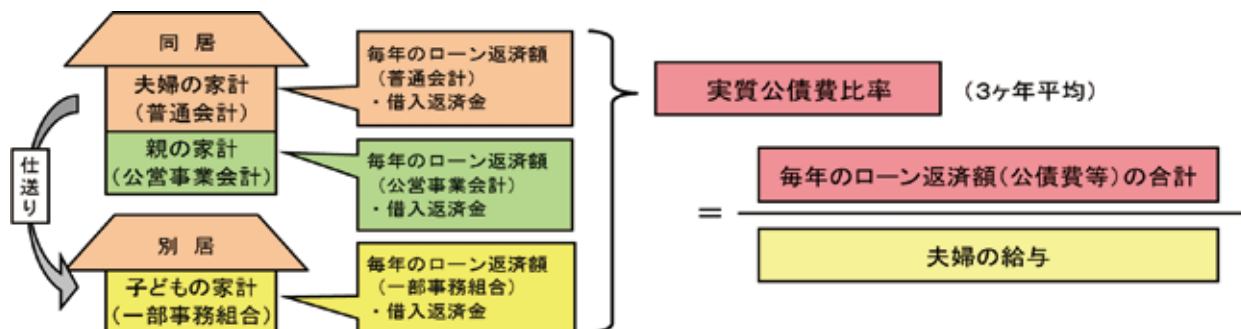 同 居
夫婦の家計
(普通会計)
親の家計
(公営事業会計)
仕送り
別 居
子どもの家計
(一部事務組合)
毎年のローン返済額
(普通会計)
・借入返済金
毎年のローン返済額
(公営事業会計)
・借入返済金
毎年のローン返済額
(一部事務組合)
・借入返済金
実質公債費比率 (3ヶ年平均)
毎年のローン返済額(公債費等)の合計
=
夫婦の給与